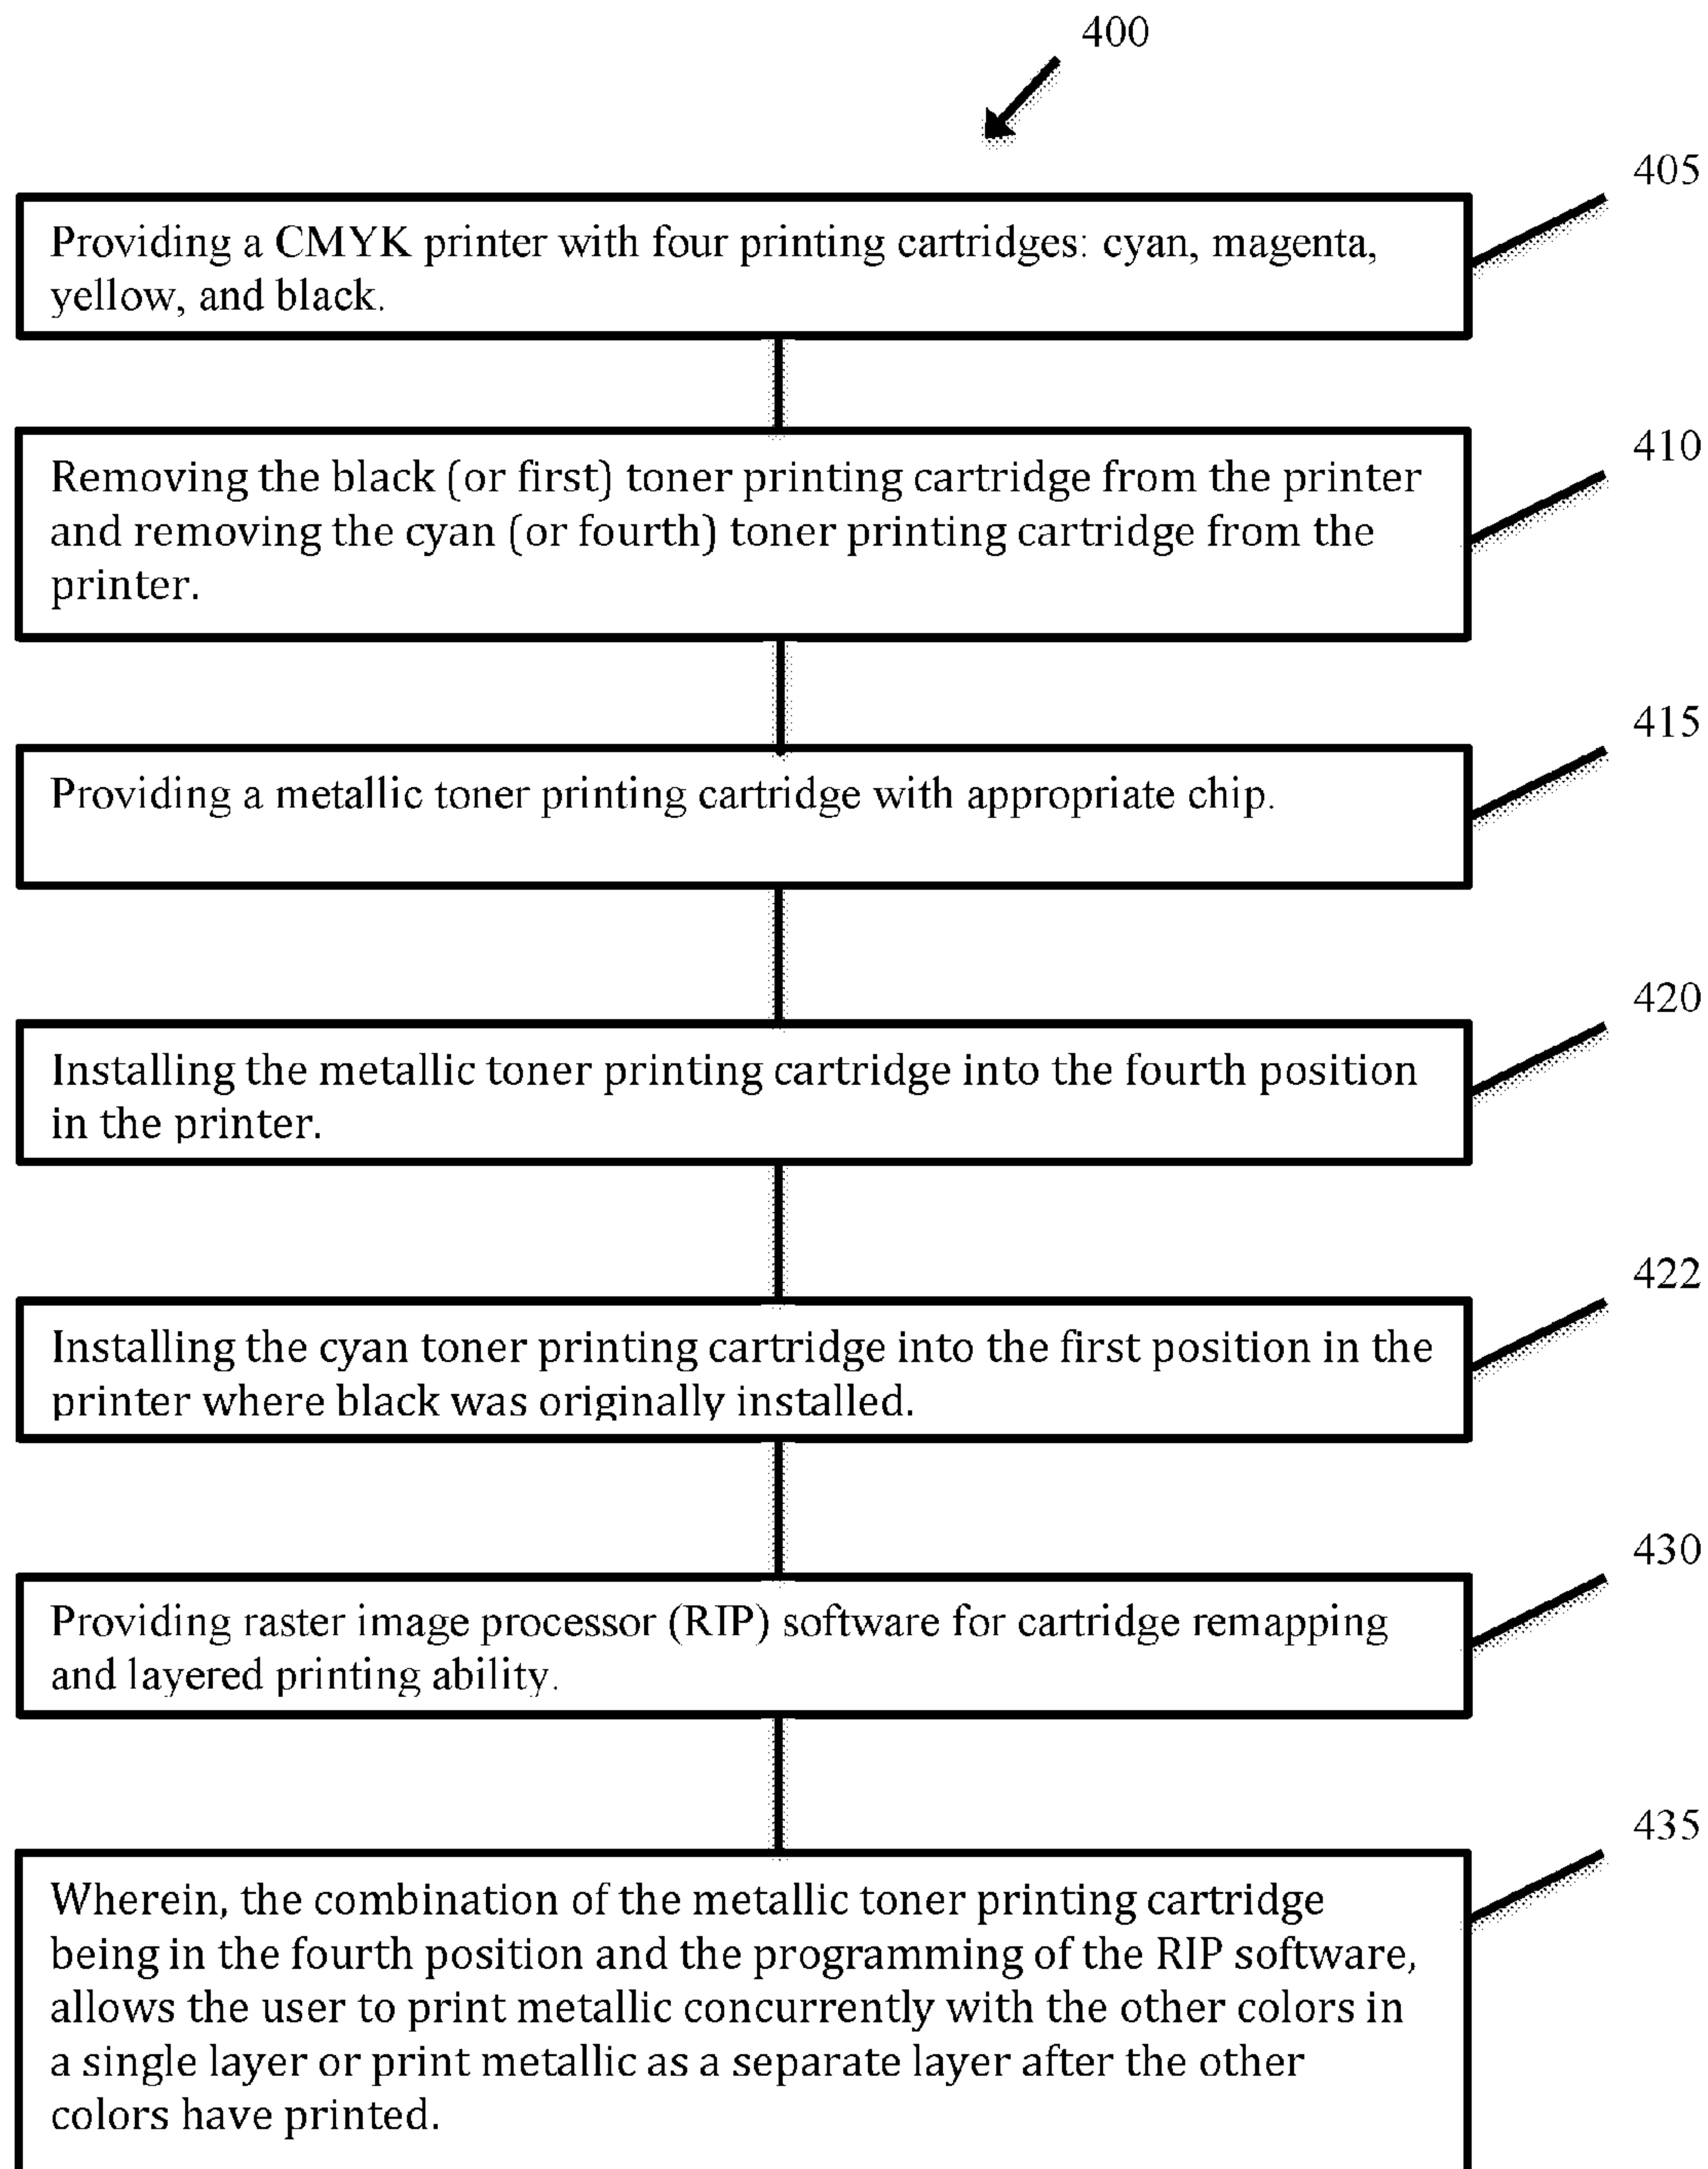 400
405
Providing a CMYK printer with four printing cartridges: cyan, magenta,
yellow, and black.
410
Removing the black (or first) toner printing cartridge from the printer
and removing the cyan (or fourth) toner printing cartridge from the
printer.
415
Providing a metallic toner printing cartridge with appropriate chip.
420
Installing the metallic toner printing cartridge into the fourth position
in the printer.
422
Installing the cyan toner printing cartridge into the first position in the
printer where black was originally installed.
430
Providing raster image processor (RIP) software for cartridge remapping
and layered printing ability.
435
Wherein, the combination of the metallic toner printing cartridge
being in the fourth position and the programming of the RIP software,
allows the user to print metallic concurrently with the other colors in
a single layer or print metallic as a separate layer after the other
colors have printed.